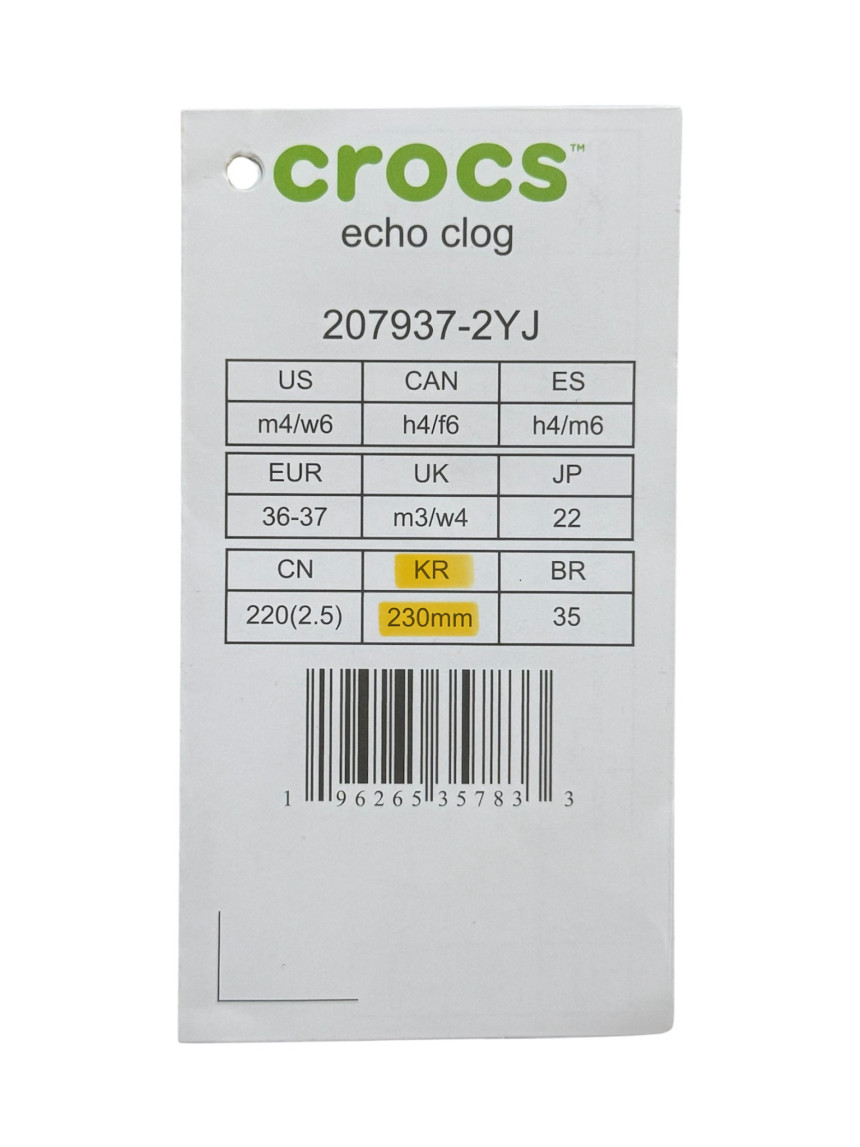 crocs™
echo clog
207937-2YJ
US CAN ES
m4/w6 h4/f6 h4/m6
EUR UK JP
36-37 m3/w4 22
CN KR BR
220(2.5) 230mm 35
1 96265 35783 3